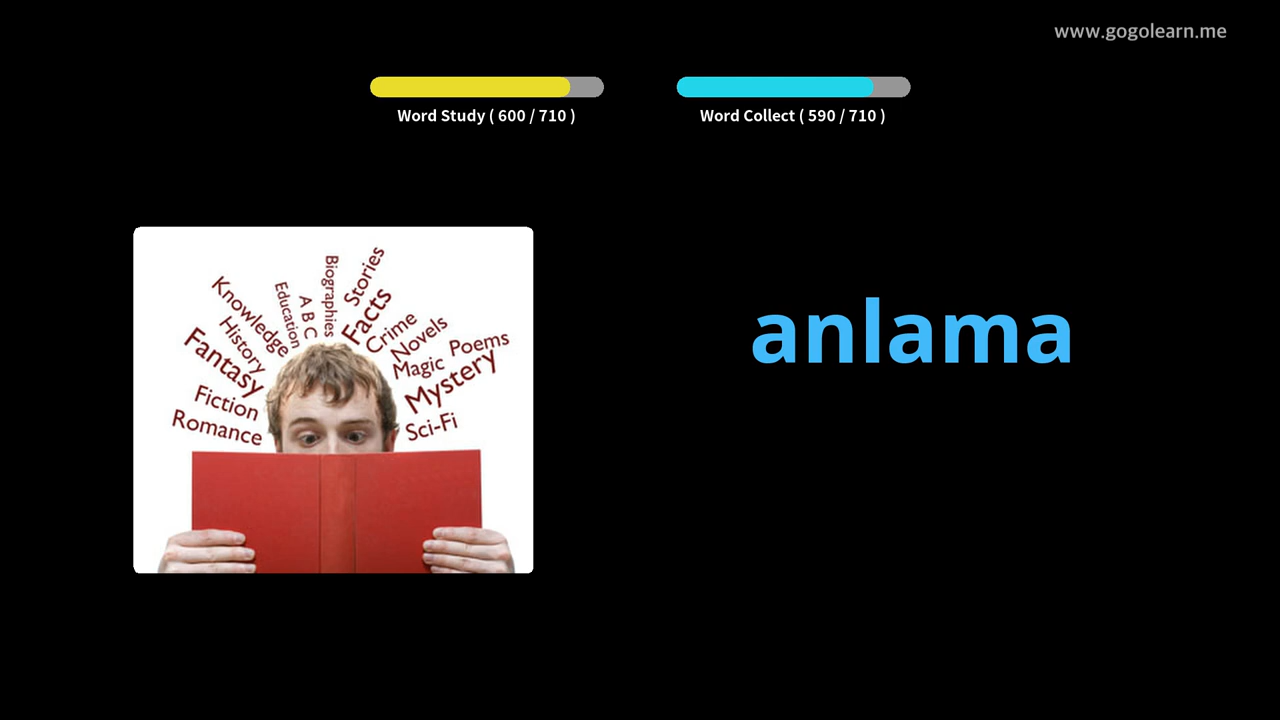 www.gogolearn.me
Word Study ( 600 / 710 )
Word Collect ( 590 / 710 )
Biographies
Stories
Education
A B C
Facts
Knowledge
Crime
History
Novels
Fantasy
Magic
Poems
Mystery
Fiction
Romance
Sci-Fi
anlama